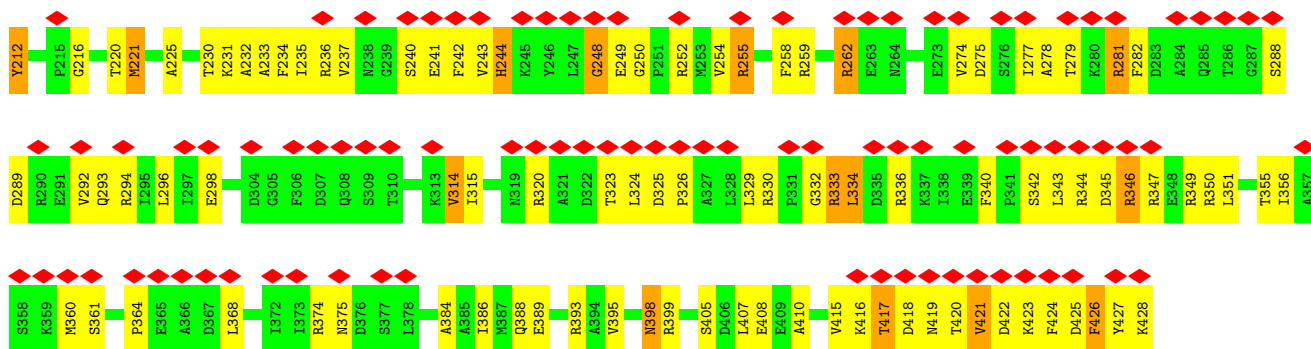 Y212 P215 G216 T220 M221 A225 T230 K231 A232 A233 F234 I235 R236 V237 N238 G239 S240 E241 F242 V243 H244 K245 Y246 L247 G248 E249 G250 P251 R252 M253 V254 R255 F258 R259 R262 E263 N264 E273 V274 D275 S276 I277 A278 T279 K280 R281 F282 D283 A284 Q285 T286 G287 S288
D289 R290 E291 V292 Q293 R294 I295 L296 I297 E298 D304 G305 F306 D307 Q308 S309 T310 K313 V314 I315 N319 R320 A321 D322 T323 L324 D325 P326 A327 L328 L329 R330 P331 G332 R333 L334 D335 R336 K337 I338 E339 F340 P341 S342 L343 R344 D345 R346 R347 E348 R349 R350 L351 T355 I356 A357
S358 K359 M360 S361 P364 E365 A366 D367 L368 I372 I373 R374 N375 D376 S377 L378 A384 A385 I386 M387 Q388 E389 R393 A394 V395 N398 R399 S405 D406 L407 E408 E409 A410 V415 K416 T417 D418 N419 T420 V421 D422 K423 F424 D425 F426 Y427 K428